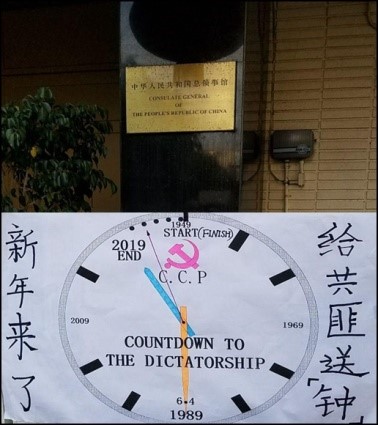 中华人民共和国总领事馆
CONSULATE GENERAL
OF
THE PEOPLE'S REPUBLIC OF CHINA
新年来了
1949
START(FINISH)
2019
END
C.C.P
2009
1969
COUNTDOWN TO
THE DICTATORSHIP
6·4
1989
给共匪送「钟」